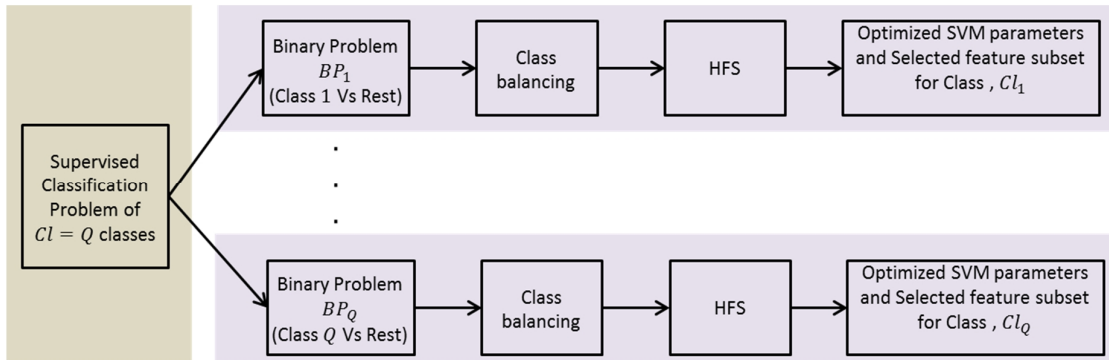 Supervised
Classification
Problem of
Cl = Q classes
Binary Problem
BP₁
(Class 1 Vs Rest)
Class
balancing
HFS
Optimized SVM parameters
and Selected feature subset
for Class , Cl₁
Binary Problem
BP_Q
(Class Q Vs Rest)
Class
balancing
HFS
Optimized SVM parameters
and Selected feature subset
for Class , Cl_Q